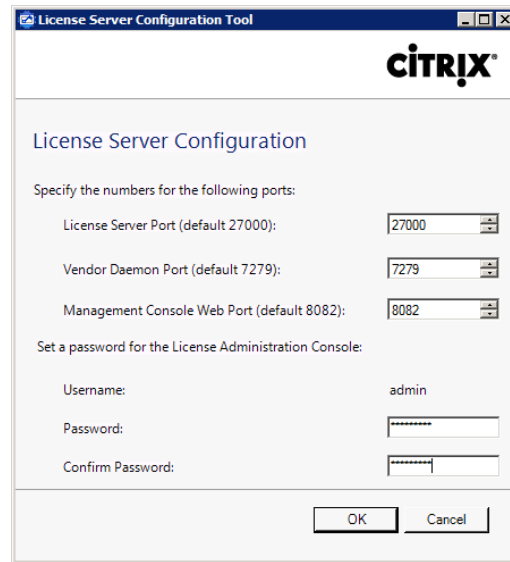 License Server Configuration Tool
CİTRIX®
License Server Configuration
Specify the numbers for the following ports:
License Server Port (default 27000): 27000
Vendor Daemon Port (default 7279): 7279
Management Console Web Port (default 8082): 8082
Set a password for the License Administration Console:
Username: admin
Password: *********
Confirm Password: *********
OK Cancel